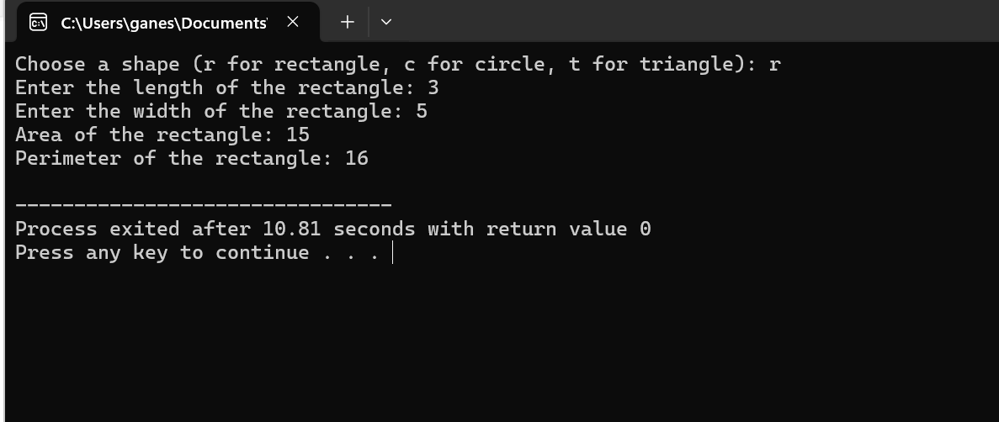 C:\Users\ganes\Documents\
Choose a shape (r for rectangle, c for circle, t for triangle): r
Enter the length of the rectangle: 3
Enter the width of the rectangle: 5
Area of the rectangle: 15
Perimeter of the rectangle: 16
--------------------------------
Process exited after 10.81 seconds with return value 0
Press any key to continue . . .